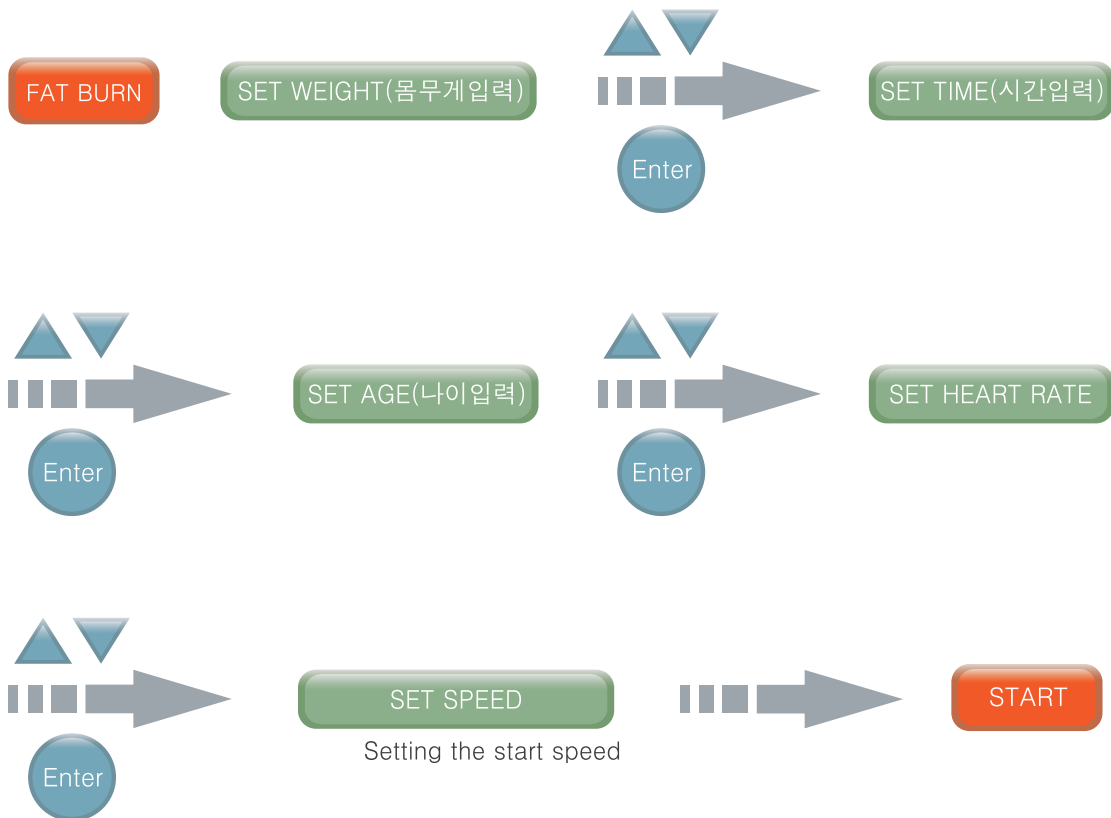 FAT BURN
SET WEIGHT(몸무게입력)
Enter
SET TIME(시간입력)
Enter
SET AGE(나이입력)
Enter
SET HEART RATE
Enter
SET SPEED
Setting the start speed
START